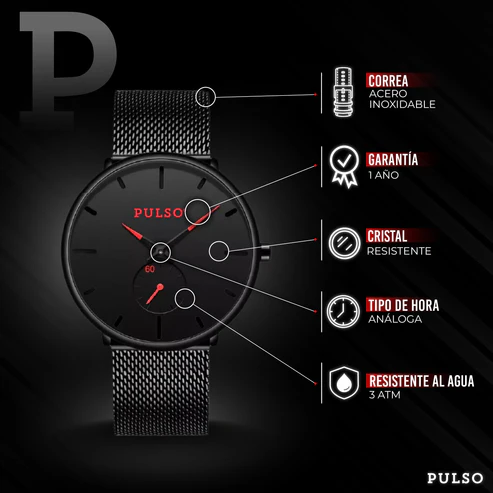 P
PULSO
60
CORREA
ACERO
INOXIDABLE
GARANTÍA
1 AÑO
CRISTAL
RESISTENTE
TIPO DE HORA
ANÁLOGA
RESISTENTE AL AGUA
3 ATM
PULSO